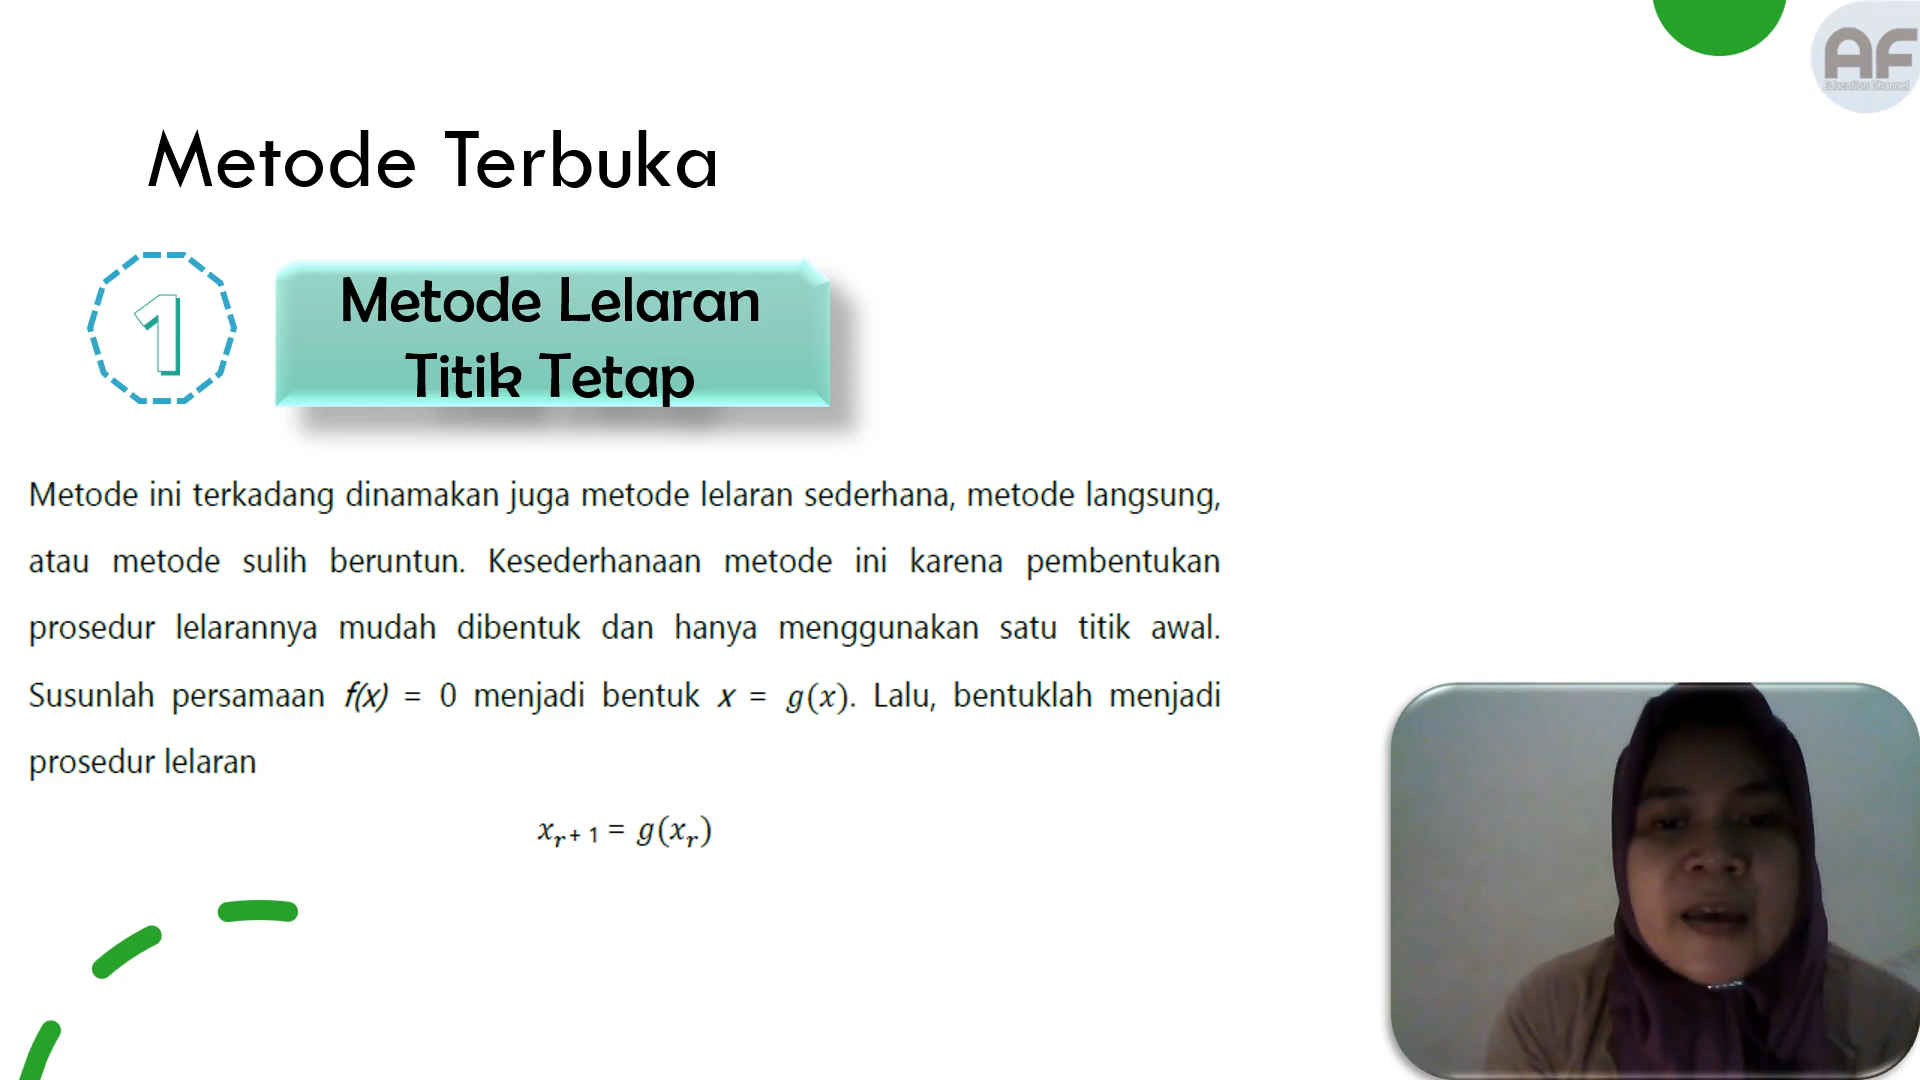 AF
Education Channel
Metode Terbuka
1
Metode Lelaran
Titik Tetap
Metode ini terkadang dinamakan juga metode lelaran sederhana, metode langsung,
atau metode sulih beruntun. Kesederhanaan metode ini karena pembentukan
prosedur lelarannya mudah dibentuk dan hanya menggunakan satu titik awal.
Susunlah persamaan f(x) = 0 menjadi bentuk x = g(x). Lalu, bentuklah menjadi
prosedur lelaran
xᵣ₊₁ = g(xᵣ)